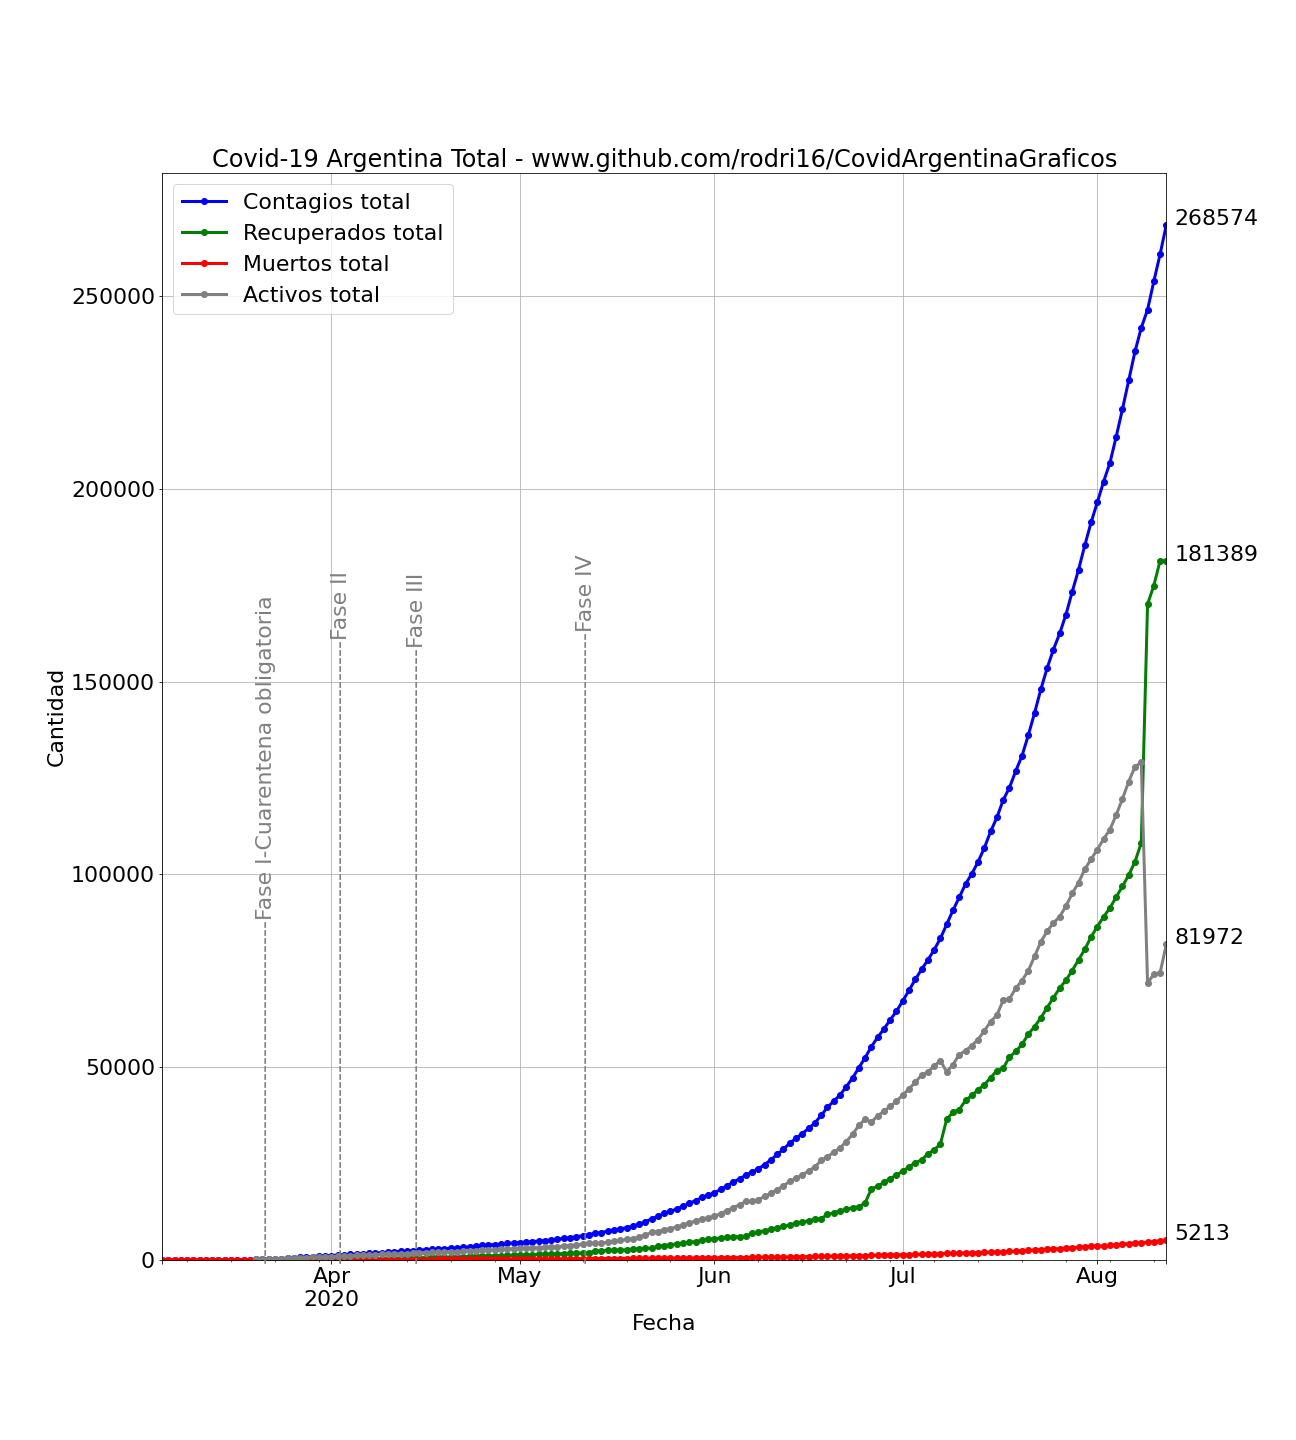 Covid-19 Argentina Total - www.github.com/rodri16/CovidArgentinaGraficos
Contagios total
Recuperados total
Muertos total
Activos total
268574
181389
81972
5213
250000
200000
150000
100000
50000
0
Cantidad
Fase I-Cuarentena obligatoria
Fase II
Fase III
Fase IV
Apr
2020
May
Jun
Jul
Aug
Fecha